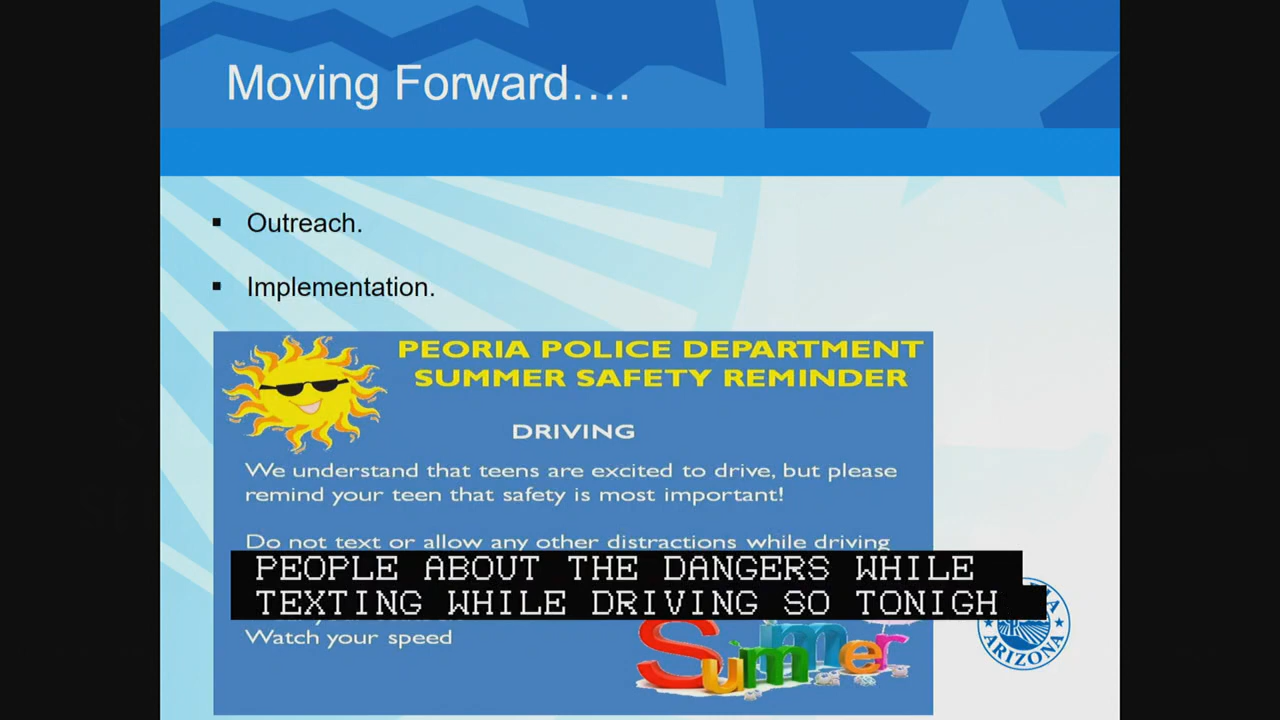 Moving Forward….
▪ Outreach.
▪ Implementation.
PEORIA POLICE DEPARTMENT
SUMMER SAFETY REMINDER
DRIVING
We understand that teens are excited to drive, but please
remind your teen that safety is most important!
Do not text or allow any other distractions while driving
PEOPLE ABOUT THE DANGERS WHILE
TEXTING WHILE DRIVING SO TONIGH
Watch your speed
Summer
ARIZONA